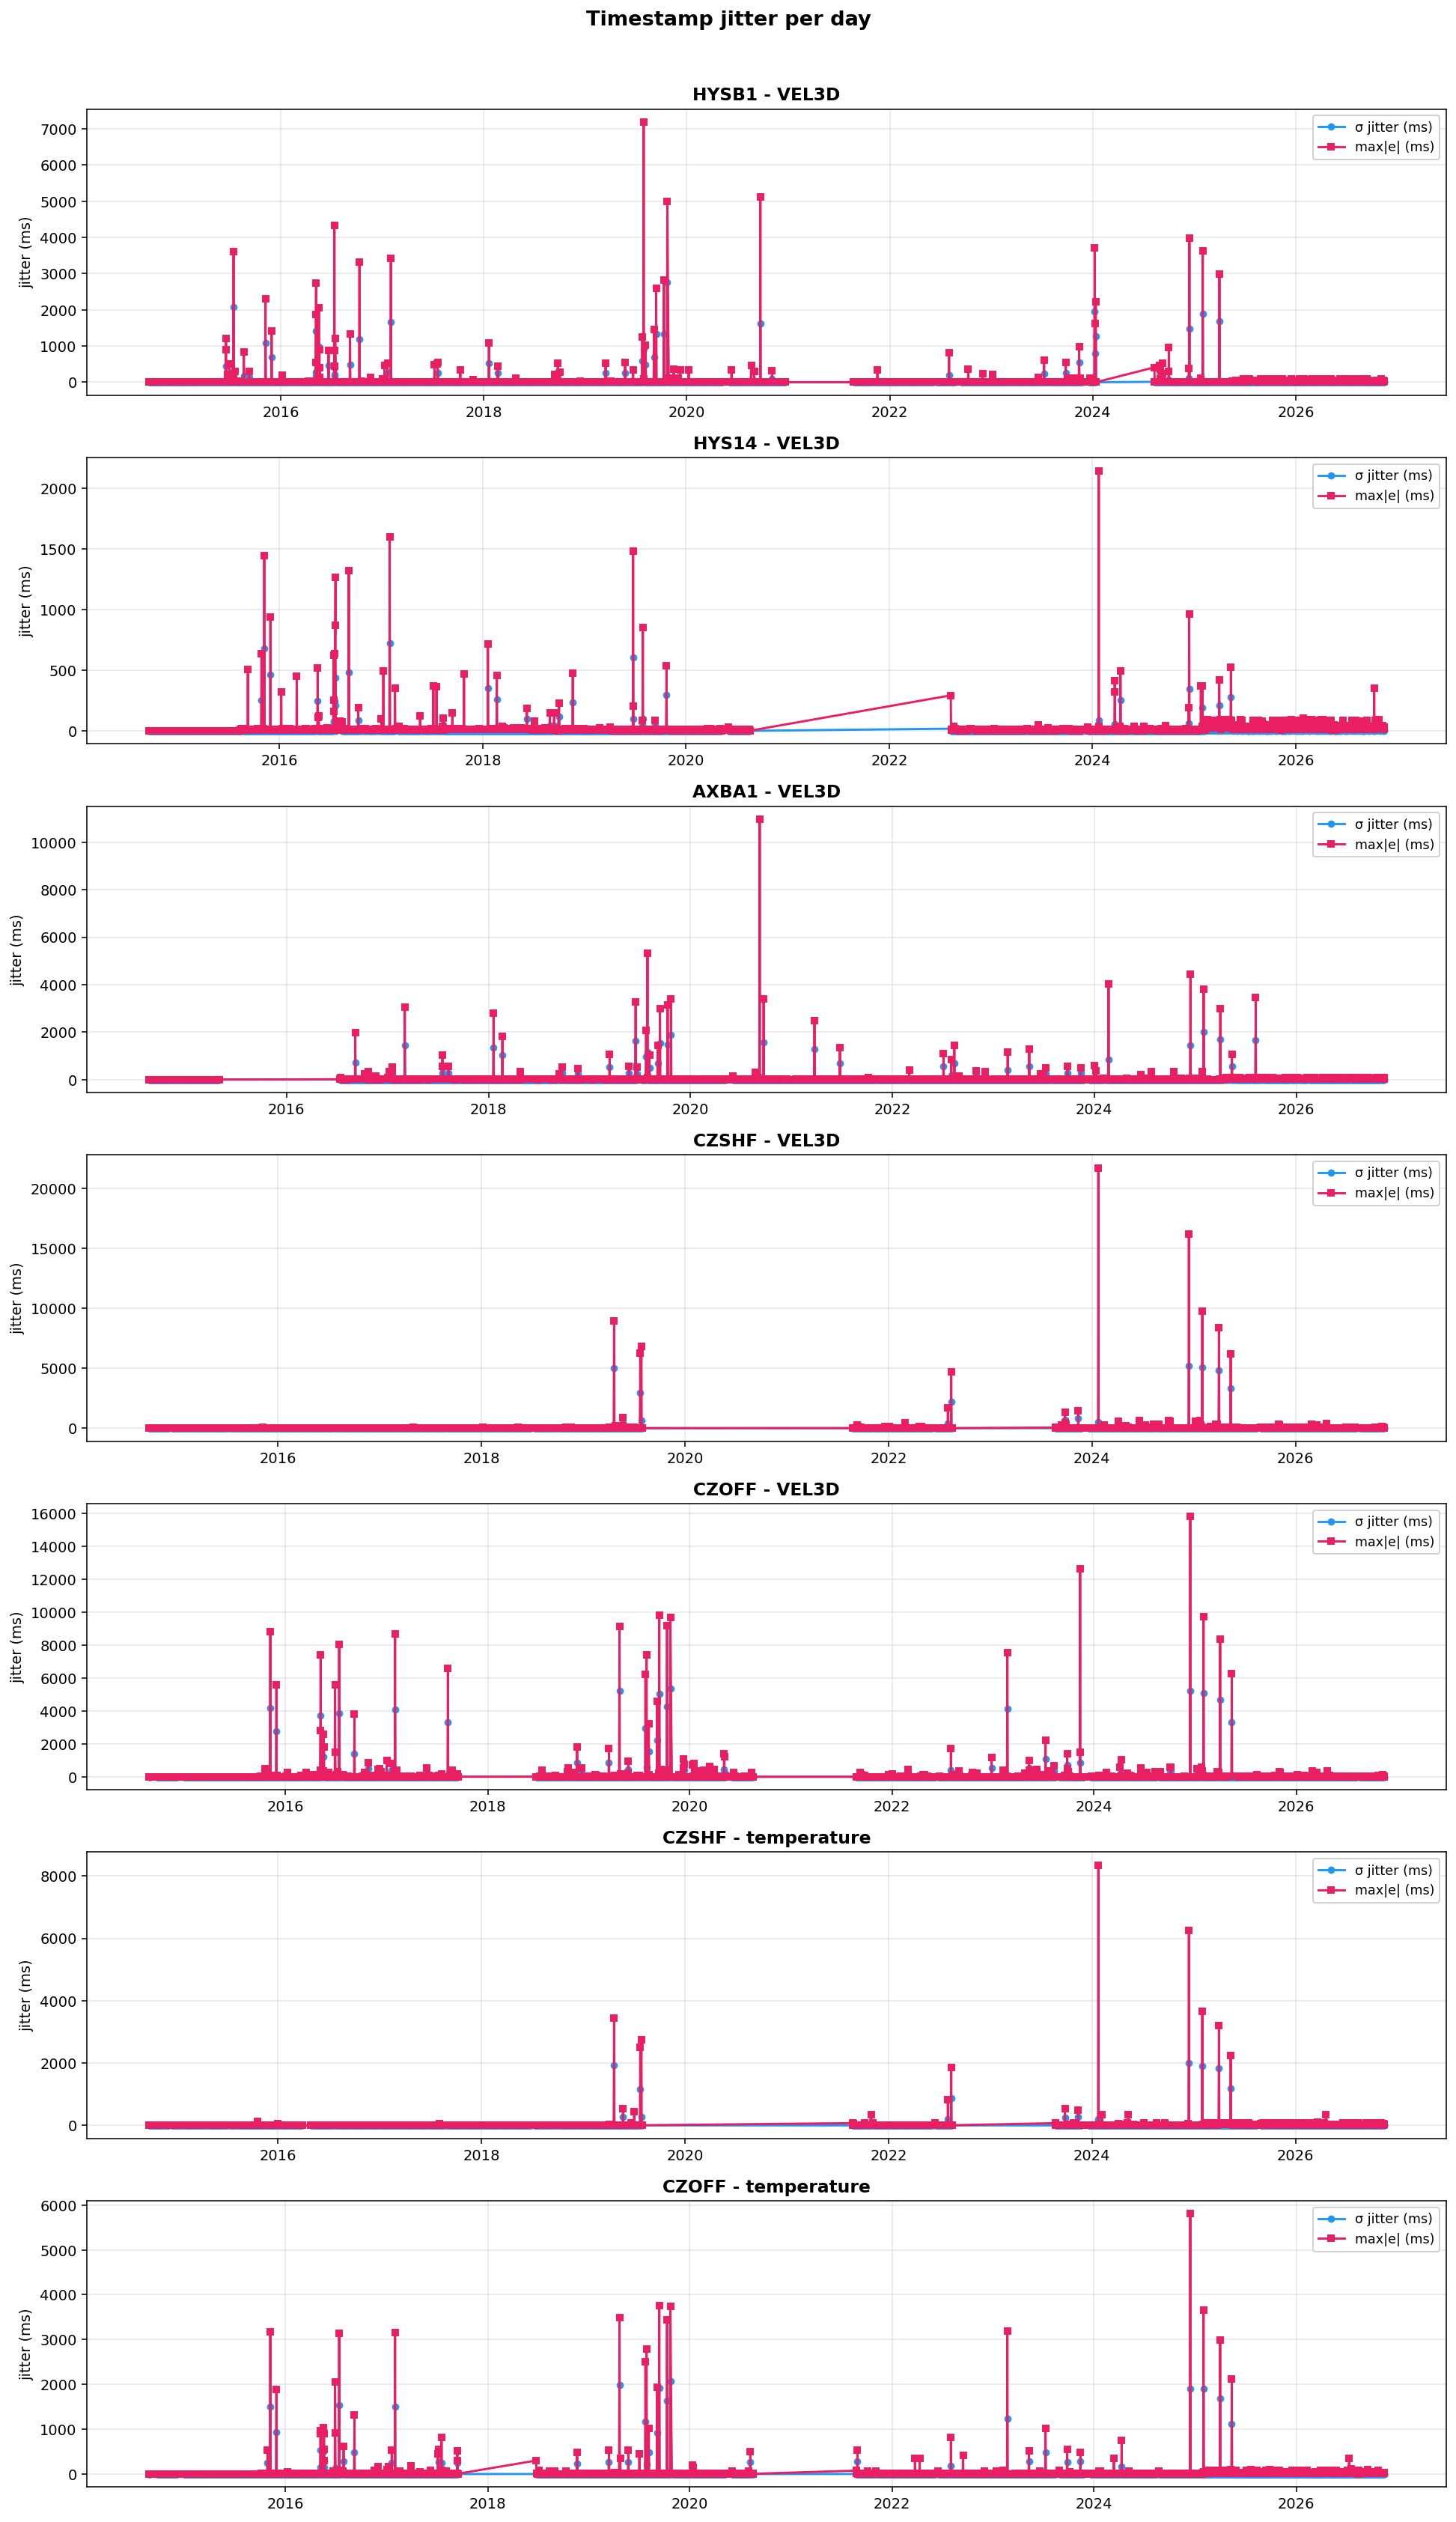 Timestamp jitter per day
HYSB1 - VEL3D
jitter (ms)
7000
6000
5000
4000
3000
2000
1000
0
σ jitter (ms)
max|e| (ms)
2016 2018 2020 2022 2024 2026
HYS14 - VEL3D
jitter (ms)
2000
1500
1000
500
0
σ jitter (ms)
max|e| (ms)
2016 2018 2020 2022 2024 2026
AXBA1 - VEL3D
jitter (ms)
10000
8000
6000
4000
2000
0
σ jitter (ms)
max|e| (ms)
2016 2018 2020 2022 2024 2026
CZSHF - VEL3D
jitter (ms)
20000
15000
10000
5000
0
σ jitter (ms)
max|e| (ms)
2016 2018 2020 2022 2024 2026
CZOFF - VEL3D
jitter (ms)
16000
14000
12000
10000
8000
6000
4000
2000
0
σ jitter (ms)
max|e| (ms)
2016 2018 2020 2022 2024 2026
CZSHF - temperature
jitter (ms)
8000
6000
4000
2000
0
σ jitter (ms)
max|e| (ms)
2016 2018 2020 2022 2024 2026
CZOFF - temperature
jitter (ms)
6000
5000
4000
3000
2000
1000
0
σ jitter (ms)
max|e| (ms)
2016 2018 2020 2022 2024 2026